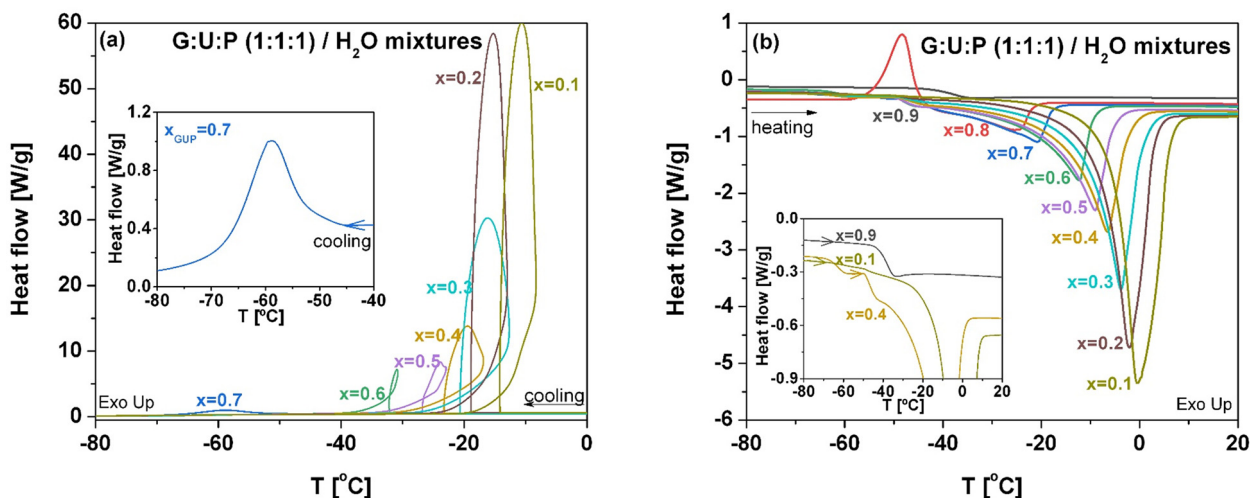 (a)
G:U:P (1:1:1) / H₂O mixtures
Heat flow [W/g]
60
50
40
30
20
10
0
x=0.2
x=0.1
x=0.3
x=0.4
x=0.5
x=0.6
x=0.7
Exo Up
cooling
-80
-60
-40
-20
0
T [°C]
x_GUP=0.7
Heat flow [W/g]
1.2
0.9
0.6
0.4
0.0
cooling
-80
-70
-60
-50
-40
T [ºC]
(b)
G:U:P (1:1:1) / H₂O mixtures
Heat flow [W/g]
1
0
-1
-2
-3
-4
-5
-6
heating
x=0.9
x=0.8
x=0.7
x=0.6
x=0.5
x=0.4
x=0.3
x=0.2
x=0.1
Exo Up
-80
-60
-40
-20
0
20
T [°C]
Heat flow [W/g]
0.0
-0.3
-0.6
-0.9
x=0.9
x=0.1
x=0.4
-80
-60
-40
-20
0
20
T [°C]